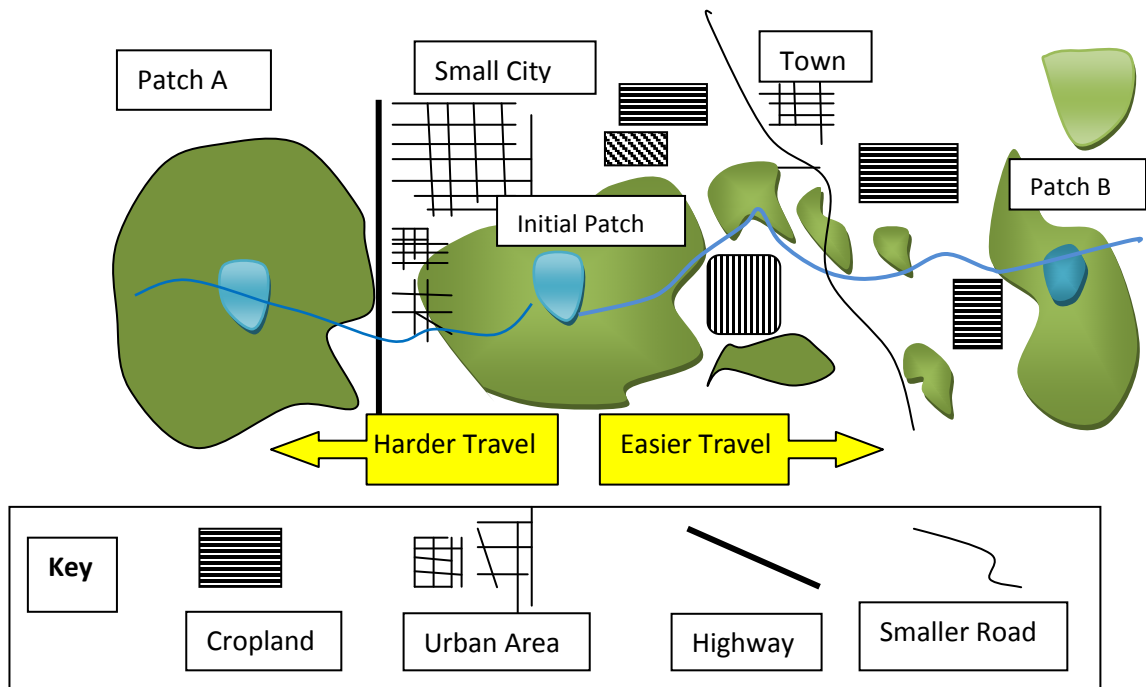 Patch A
Small City
Town
Patch B
Initial Patch
Harder Travel
Easier Travel
Key
Cropland
Urban Area
Highway
Smaller Road